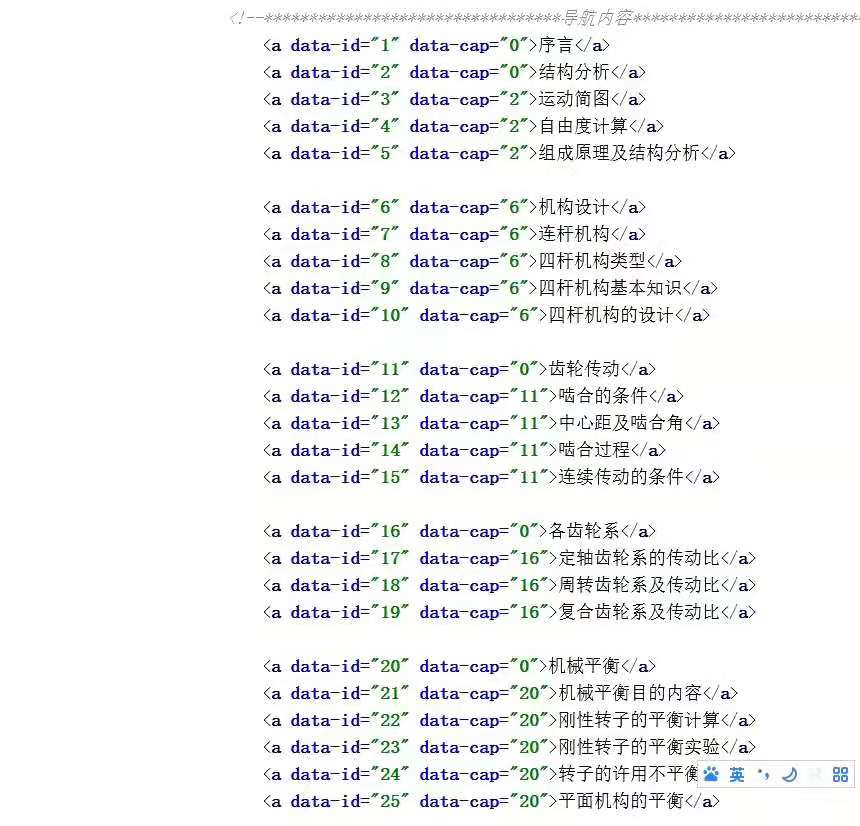 <!--*********************************导航内容*************************
<a data-id="1" data-cap="0">序言</a>
<a data-id="2" data-cap="0">结构分析</a>
<a data-id="3" data-cap="2">运动简图</a>
<a data-id="4" data-cap="2">自由度计算</a>
<a data-id="5" data-cap="2">组成原理及结构分析</a>
<a data-id="6" data-cap="6">机构设计</a>
<a data-id="7" data-cap="6">连杆机构</a>
<a data-id="8" data-cap="6">四杆机构类型</a>
<a data-id="9" data-cap="6">四杆机构基本知识</a>
<a data-id="10" data-cap="6">四杆机构的设计</a>
<a data-id="11" data-cap="0">齿轮传动</a>
<a data-id="12" data-cap="11">啮合的条件</a>
<a data-id="13" data-cap="11">中心距及啮合角</a>
<a data-id="14" data-cap="11">啮合过程</a>
<a data-id="15" data-cap="11">连续传动的条件</a>
<a data-id="16" data-cap="0">各齿轮系</a>
<a data-id="17" data-cap="16">定轴齿轮系的传动比</a>
<a data-id="18" data-cap="16">周转齿轮系及传动比</a>
<a data-id="19" data-cap="16">复合齿轮系及传动比</a>
<a data-id="20" data-cap="0">机械平衡</a>
<a data-id="21" data-cap="20">机械平衡目的内容</a>
<a data-id="22" data-cap="20">刚性转子的平衡计算</a>
<a data-id="23" data-cap="20">刚性转子的平衡实验</a>
<a data-id="24" data-cap="20">转子的许用不平衡
英
<a data-id="25" data-cap="20">平面机构的平衡</a>